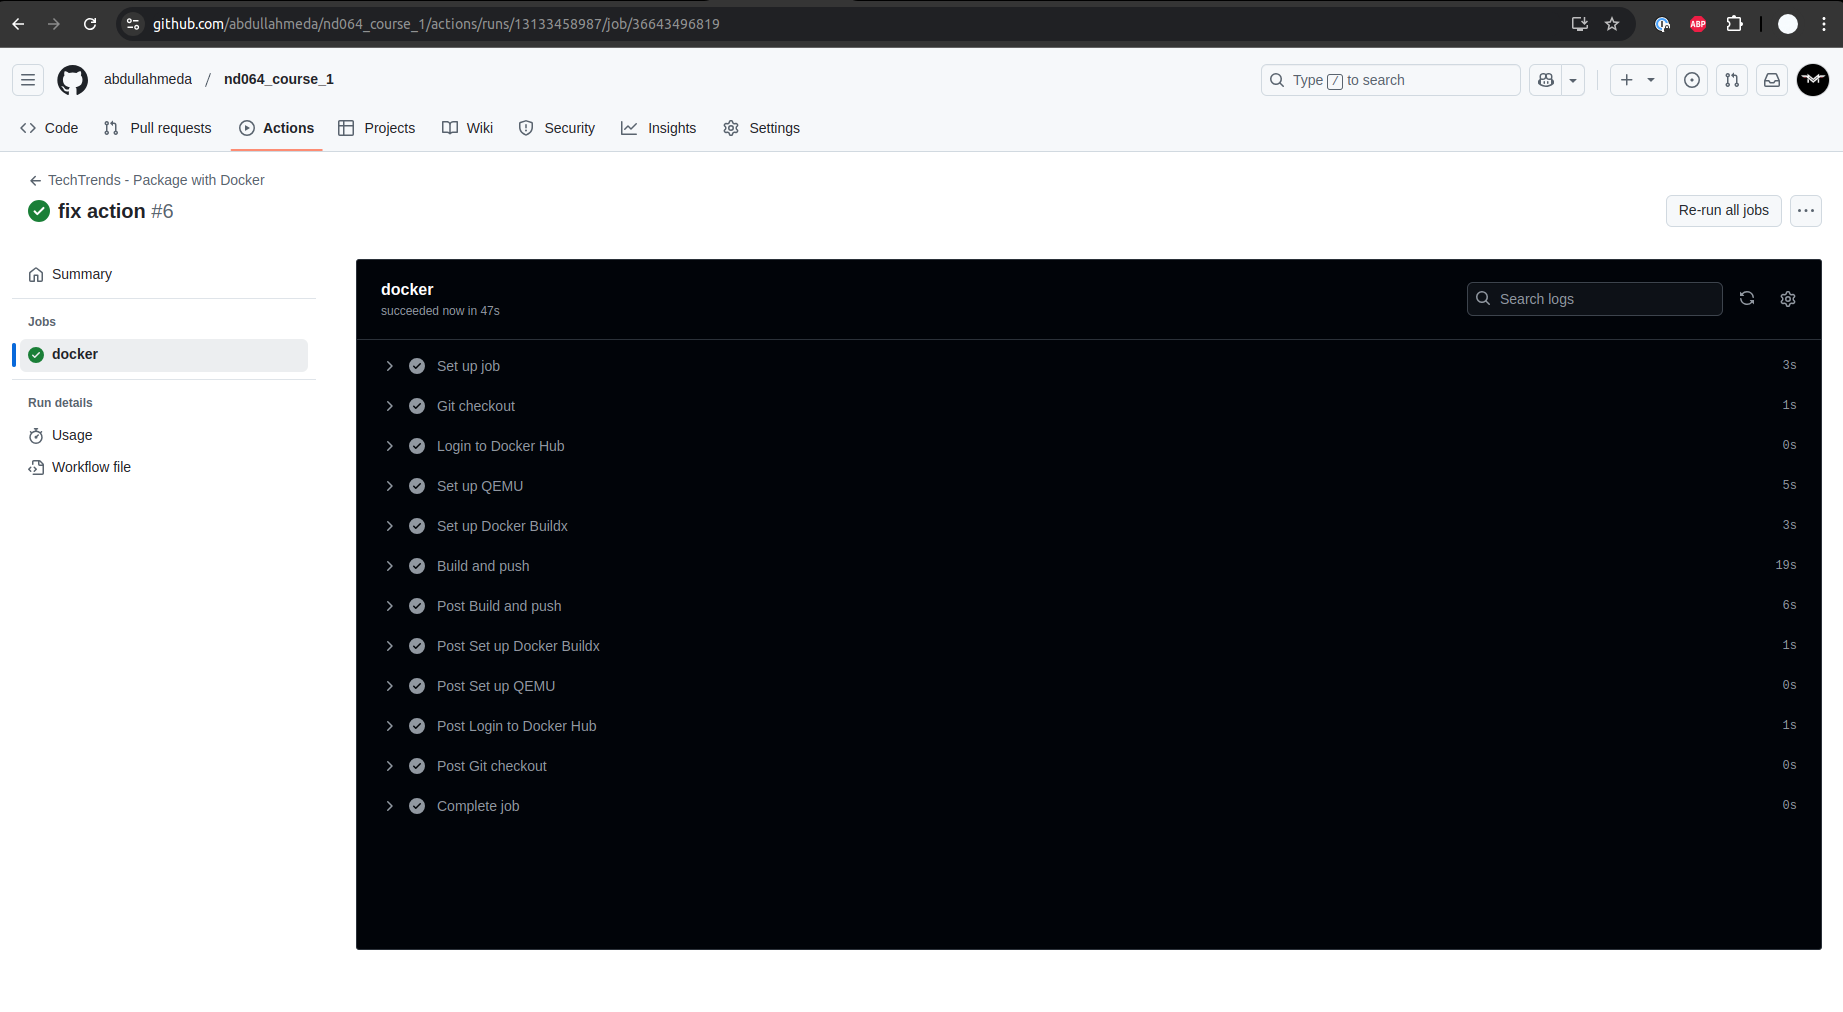 github.com/abdullahmeda/nd064_course_1/actions/runs/13133458987/job/36643496819
ABP
abdullahmeda / nd064_course_1
Type / to search
Code Pull requests Actions Projects Wiki Security Insights Settings
TechTrends - Package with Docker
fix action #6
Re-run all jobs
Summary
Jobs
docker
Run details
Usage
Workflow file
docker
succeeded now in 47s
Search logs
Set up job 3s
Git checkout 1s
Login to Docker Hub 0s
Set up QEMU 5s
Set up Docker Buildx 3s
Build and push 19s
Post Build and push 6s
Post Set up Docker Buildx 1s
Post Set up QEMU 0s
Post Login to Docker Hub 1s
Post Git checkout 0s
Complete job 0s